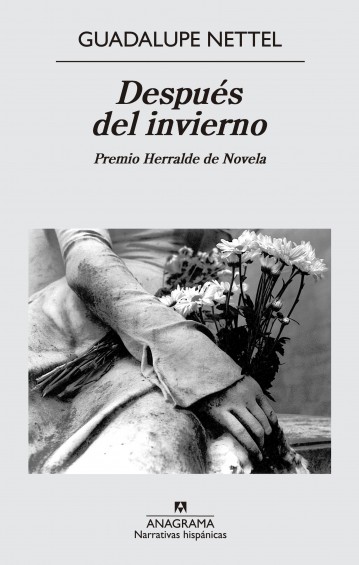 GUADALUPE NETTEL
Después
del invierno
Premio Herralde de Novela
ANAGRAMA
Narrativas hispánicas